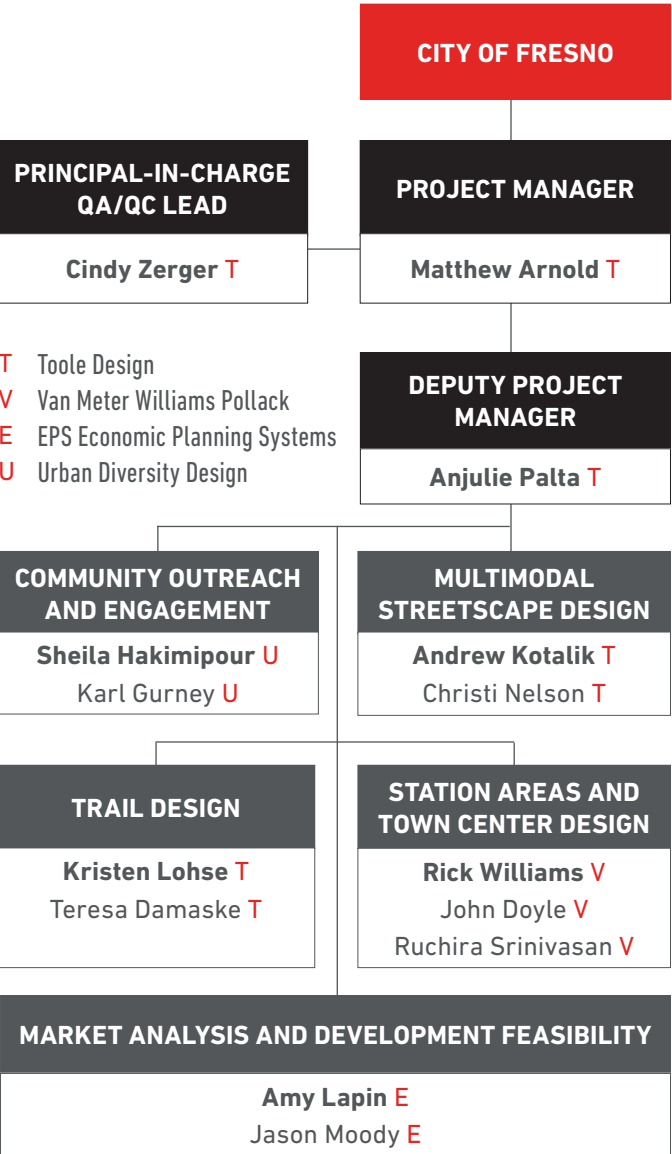 CITY OF FRESNO
PRINCIPAL-IN-CHARGE
QA/QC LEAD
Cindy Zerger T
PROJECT MANAGER
Matthew Arnold T
T Toole Design
V Van Meter Williams Pollack
E EPS Economic Planning Systems
U Urban Diversity Design
DEPUTY PROJECT
MANAGER
Anjulie Palta T
COMMUNITY OUTREACH
AND ENGAGEMENT
Sheila Hakimipour U
Karl Gurney U
MULTIMODAL
STREETSCAPE DESIGN
Andrew Kotalik T
Christi Nelson T
TRAIL DESIGN
Kristen Lohse T
Teresa Damaske T
STATION AREAS AND
TOWN CENTER DESIGN
Rick Williams V
John Doyle V
Ruchira Srinivasan V
MARKET ANALYSIS AND DEVELOPMENT FEASIBILITY
Amy Lapin E
Jason Moody E